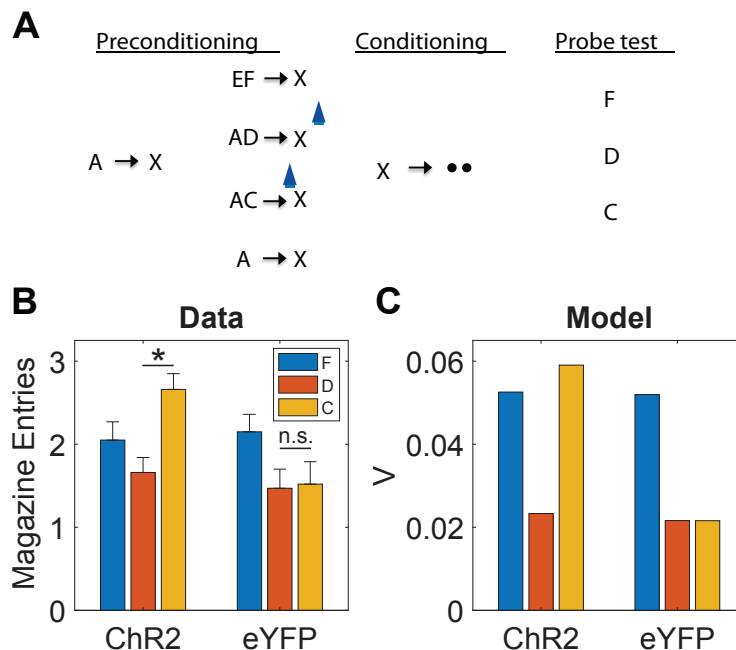 A
Preconditioning Conditioning Probe test
EF → X
F
AD → X
A → X
D
X → ••
AC → X
C
A → X
B
Data
Magazine Entries
3
2
1
0
*
n.s.
F
D
C
ChR2 eYFP
C
Model
V
0.06
0.04
0.02
0
ChR2 eYFP